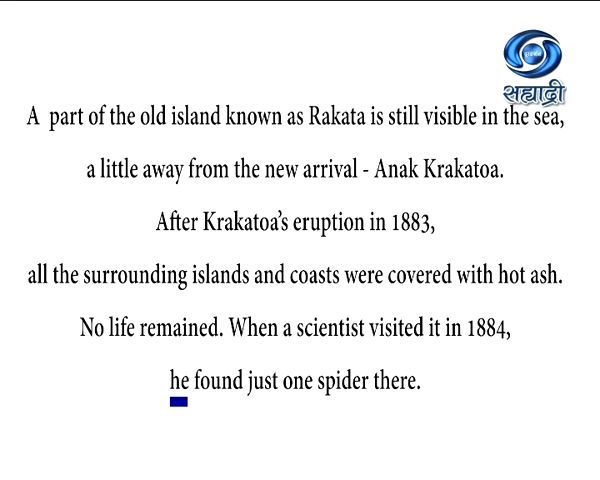 सह्याद्री
A part of the old island known as Rakata is still visible in the sea,
a little away from the new arrival - Anak Krakatoa.
After Krakatoa's eruption in 1883,
all the surrounding islands and coasts were covered with hot ash.
No life remained. When a scientist visited it in 1884,
he found just one spider there.